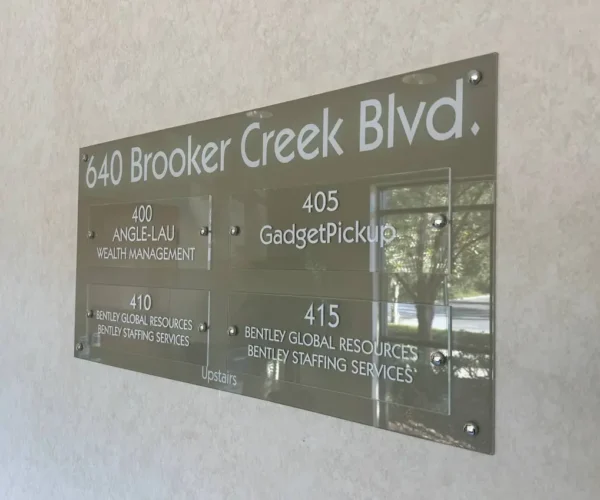 640 Brooker Creek Blvd.
400
ANGLE-LAU
WEALTH MANAGEMENT
405
GadgetPickup
410
BENTLEY GLOBAL RESOURCES
BENTLEY STAFFING SERVICES
415
BENTLEY GLOBAL RESOURCES
BENTLEY STAFFING SERVICES
Upstairs